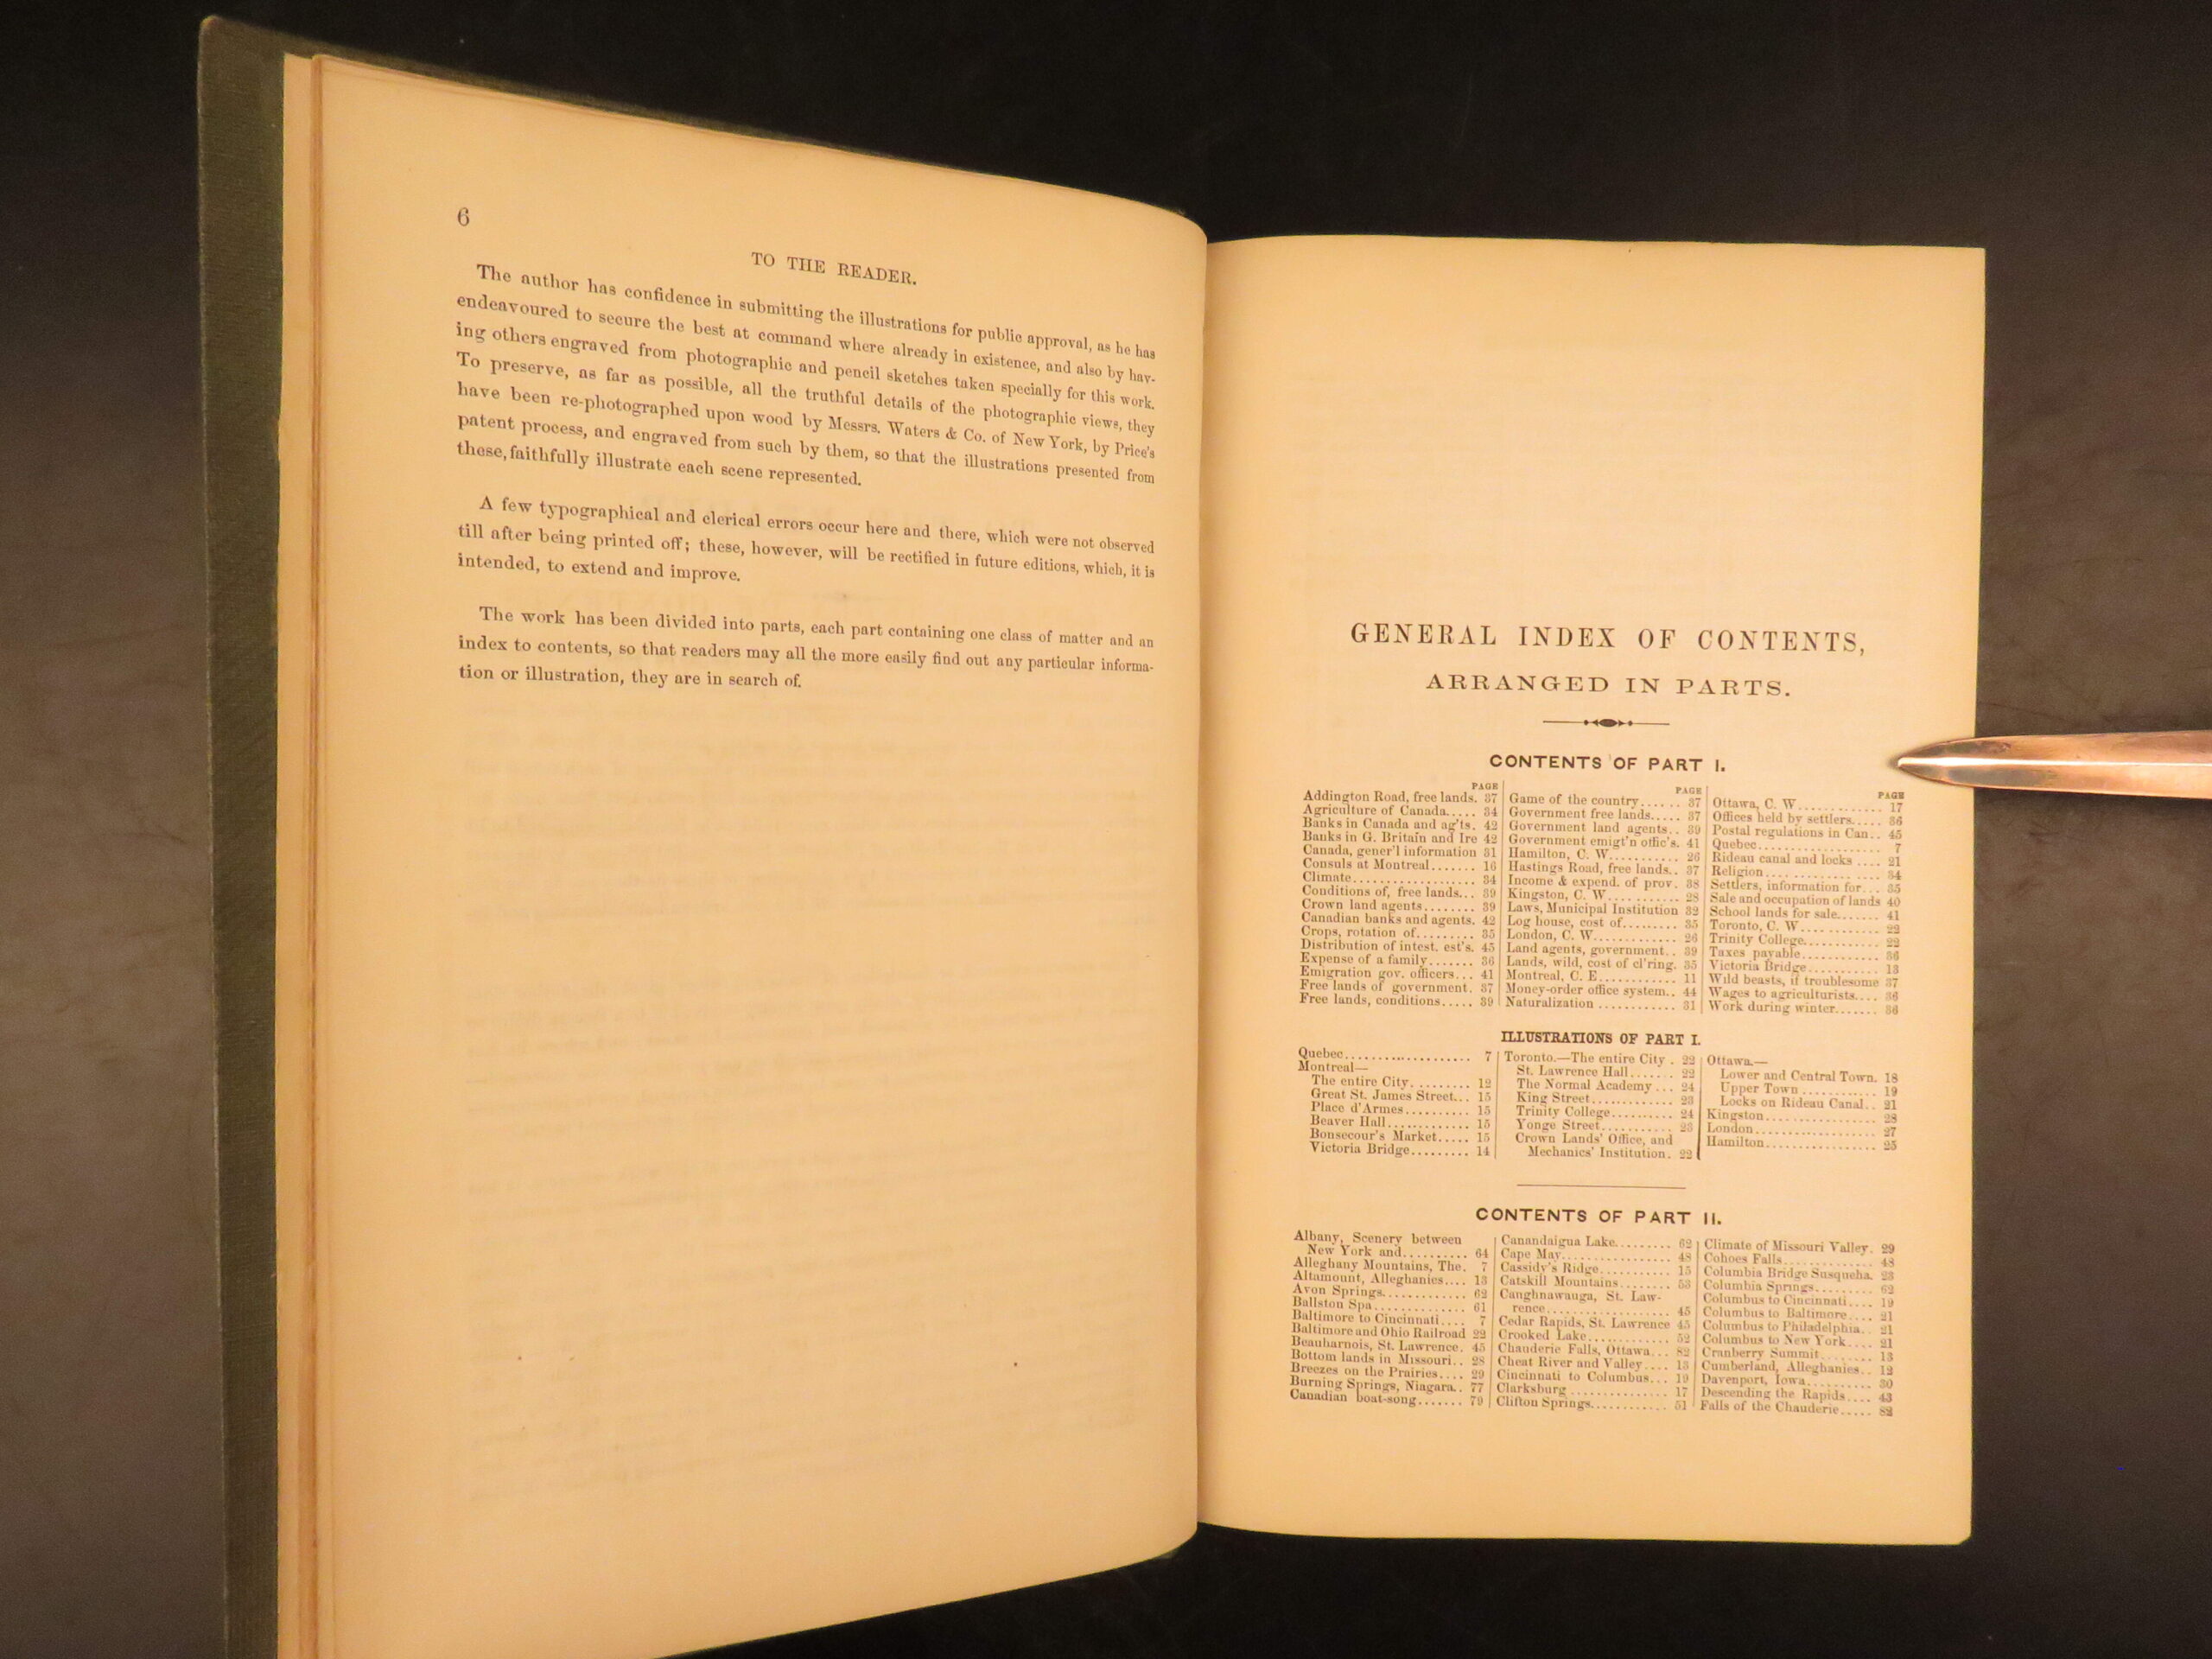 6
TO THE READER.
The author has confidence in submitting the illustrations for public approval, as he has
endeavoured to secure the best at command where already in existence, and also by hav-
ing others engraved from photographic and pencil sketches taken specially for this work.
To preserve, as far as possible, all the truthful details of the photographic views, they
have been re-photographed upon wood by Messrs. Waters & Co. of New York, by Price's
patent process, and engraved from such by them, so that the illustrations presented from
these, faithfully illustrate each scene represented.
A few typographical and clerical errors occur here and there, which were not observed
till after being printed off; these, however, will be rectified in future editions, which, it is
intended, to extend and improve.
The work has been divided into parts, each part containing one class of matter and an
index to contents, so that readers may all the more easily find out any particular informa-
tion or illustration, they are in search of.
GENERAL INDEX OF CONTENTS,
ARRANGED IN PARTS.
CONTENTS OF PART I.
PAGE
Addington Road, free lands. 37
Agriculture of Canada..... 34
Banks in Canada and ag'ts. 42
Banks in G. Britain and Ire 42
Canada, gener'l information 31
Consuls at Montreal....... 16
Climate................... 34
Conditions of, free lands... 39
Crown land agents........ 39
Canadian banks and agents. 42
Crops, rotation of......... 35
Distribution of intest. est's. 45
Expense of a family....... 36
Emigration gov. officers... 41
Free lands of government. 37
Free lands, conditions..... 39
PAGE
Game of the country...... 37
Government free lands..... 37
Government land agents.. 39
Government emigt'n offic's. 41
Hamilton, C. W........... 26
Hastings Road, free lands.. 37
Income & expend. of prov. 38
Kingston, C. W........... 28
Laws, Municipal Institution 32
Log house, cost of......... 35
London, C. W............. 26
Land agents, government.. 39
Lands, wild, cost of cl'ring. 35
Montreal, C. E............ 11
Money-order office system.. 44
Naturalization ............ 31
PAGE
Ottawa, C. W............. 17
Offices held by settlers..... 36
Postal regulations in Can.. 45
Quebec................... 7
Rideau canal and locks .... 21
Religion.................. 34
Settlers, information for... 35
Sale and occupation of lands 40
School lands for sale....... 41
Toronto, C. W............ 22
Trinity College............ 22
Taxes payable............ 36
Victoria Bridge........... 13
Wild beasts, if troublesome 37
Wages to agriculturists.... 36
Work during winter....... 36
ILLUSTRATIONS OF PART I.
Quebec.................... 7
Montreal—
The entire City. ......... 12
Great St. James Street... 15
Place d'Armes.......... 15
Beaver Hall............. 15
Bonsecour's Market..... 15
Victoria Bridge......... 14
Toronto.—The entire City . 22
St. Lawrence Hall....... 22
The Normal Academy ... 24
King Street............. 23
Trinity College.......... 24
Yonge Street........... 23
Crown Lands' Office, and
Mechanics' Institution. 22
Ottawa.—
Lower and Central Town. 18
Upper Town ............ 19
Locks on Rideau Canal.. 21
Kingston.................. 28
London................... 27
Hamilton................. 25
CONTENTS OF PART II.
Albany, Scenery between
New York and.......... 64
Alleghany Mountains, The. 7
Altamount, Alleghanies.... 13
Avon Springs............. 62
Ballston Spa.............. 61
Baltimore to Cincinnati.... 7
Baltimore and Ohio Railroad 22
Beauharnois, St. Lawrence. 45
Bottom lands in Missouri.. 28
Breezes on the Prairies.... 29
Burning Springs, Niagara.. 77
Canadian boat-song....... 79
Canandaigua Lake......... 62
Cape May................. 48
Cassidy's Ridge........... 15
Catskill Mountains........ 53
Caughnawauga, St. Law-
rence................... 45
Cedar Rapids, St. Lawrence 45
Crooked Lake............. 52
Chauderie Falls, Ottawa... 82
Cheat River and Valley.... 13
Cincinnati to Columbus... 19
Clarksburg ............... 17
Clifton Springs............ 51
Climate of Missouri Valley. 29
Cohoes Falls.............. 48
Columbia Bridge Susqueha. 23
Columbia Springs......... 62
Columbus to Cincinnati.... 19
Columbus to Baltimore.... 21
Columbus to Philadelphia.. 21
Columbus to New York.... 21
Cranberry Summit........ 13
Cumberland, Alleghanies.. 12
Davenport, Iowa.......... 30
Descending the Rapids.... 43
Falls of the Chauderie..... 82